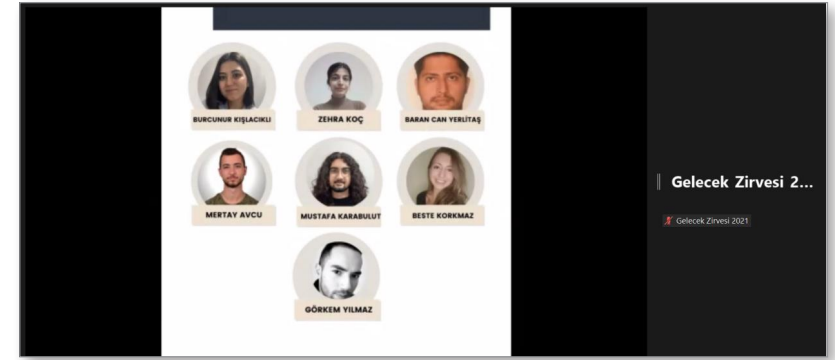 BURCUNUR KIŞLACIKLI
ZEHRA KOÇ
BARAN CAN YERLİTAŞ
MERTAY AVCU
MUSTAFA KARABULUT
BESTE KORKMAZ
GÖRKEM YILMAZ
Gelecek Zirvesi 2...
Gelecek Zirvesi 2021